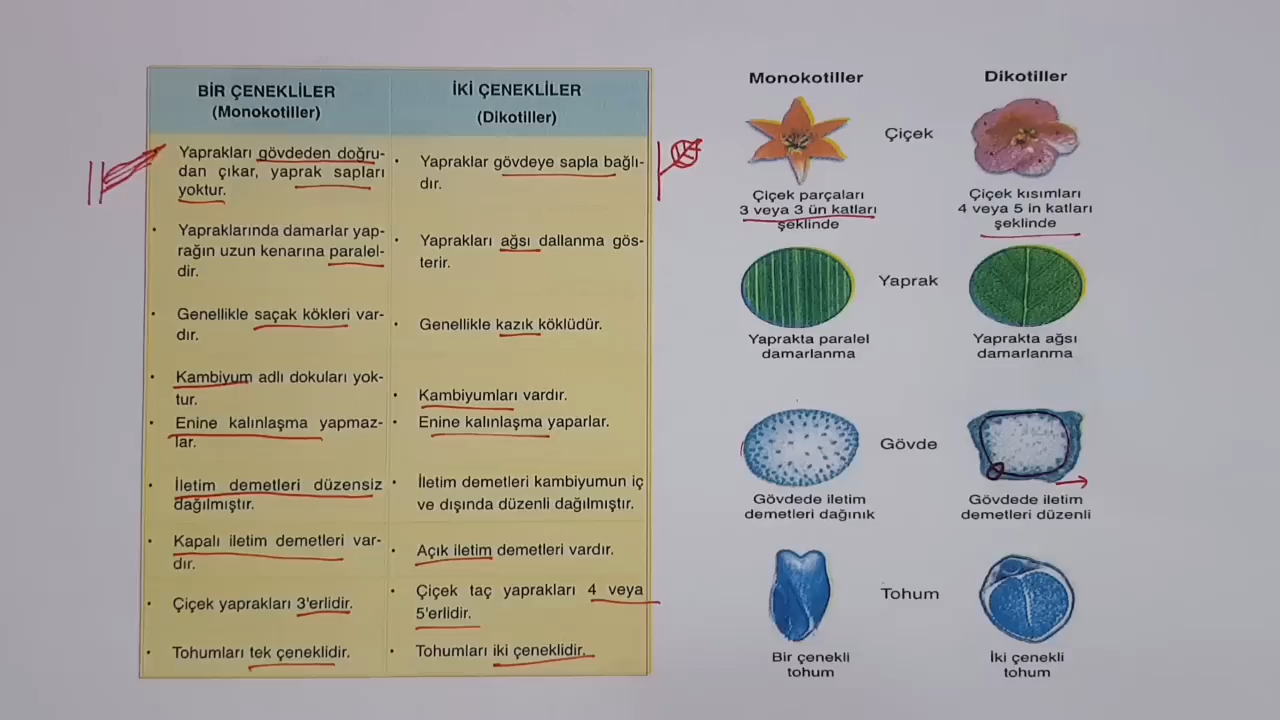 BİR ÇENEKLİLER
(Monokotiller)
Yaprakları gövdeden doğru-
dan çıkar, yaprak sapları
yoktur.
• Yapraklarında damarlar yap-
rağın uzun kenarına paralel-
dir.
• Genellikle saçak kökleri var-
dır.
• Kambiyum adlı dokuları yok-
tur.
• Enine kalınlaşma yapmaz-
lar.
• İletim demetleri düzensiz
dağılmıştır.
• Kapalı iletim demetleri var-
dır.
• Çiçek yaprakları 3'erlidir.
• Tohumları tek çeneklidir.
İKİ ÇENEKLİLER
(Dikotiller)
• Yapraklar gövdeye sapla bağlı-
dır.
• Yaprakları ağsı dallanma gös-
terir.
• Genellikle kazık köklüdür.
• Kambiyumları vardır.
• Enine kalınlaşma yaparlar.
• İletim demetleri kambiyumun iç
ve dışında düzenli dağılmıştır.
• Açık iletim demetleri vardır.
• Çiçek taç yaprakları 4 veya
5'erlidir.
• Tohumları iki çeneklidir.
Monokotiller
Dikotiller
Çiçek
Çiçek parçaları
3 veya 3 ün katları
şeklinde
Çiçek kısımları
4 veya 5 in katları
şeklinde
Yaprak
Yaprakta paralel
damarlanma
Yaprakta ağsı
damarlanma
Gövde
Gövdede iletim
demetleri dağınık
Gövdede iletim
demetleri düzenli
Tohum
Bir çenekli
tohum
İki çenekli
tohum